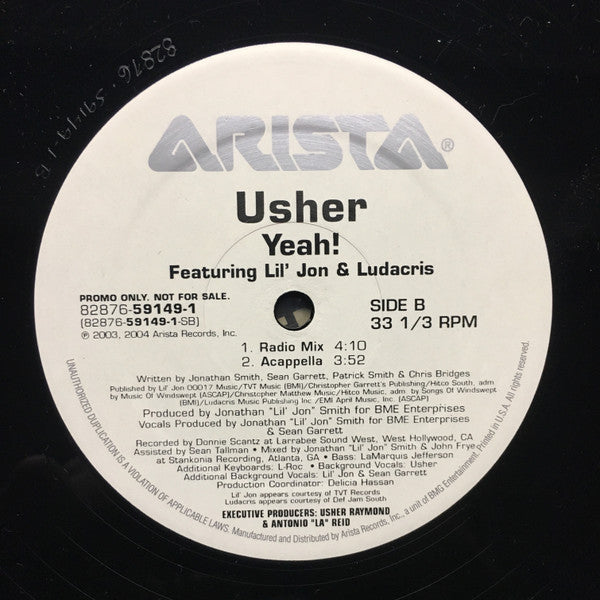 82876-59149-1-B
ARISTA®
Usher
Yeah!
Featuring Lil' Jon & Ludacris
PROMO ONLY. NOT FOR SALE.
82876-59149-1
(82876-59149-1-SB)
℗ 2003, 2004 Arista Records, Inc.
SIDE B
33 1/3 RPM
1. Radio Mix 4:10
2. Acappella 3:52
Written by Jonathan Smith, Sean Garrett, Patrick Smith & Chris Bridges
Published by Lil' Jon 00017 Music/TVT Music (BMI)/Christopher Garrett's Publishing/Hitco South, adm.
by Music Of Windswept (ASCAP)/Christopher Matthew Music/Hitco Music, adm. by Songs Of Windswept
(BMI)/Ludacris Music Publishing Inc./EMI April Music, Inc. (ASCAP)
Produced by Jonathan "Lil' Jon" Smith for BME Enterprises
Vocals Produced by Jonathan "Lil' Jon" Smith for BME Enterprises
& Sean Garrett
Recorded by Donnie Scantz at Larrabee Sound West, West Hollywood, CA
Assisted by Sean Tallman • Mixed by Jonathan "Lil' Jon" Smith & John Frye
at Stankonia Recording, Atlanta, GA • Bass: LaMarquis Jefferson
Additional Keyboards: L-Roc • Background Vocals: Usher
Additional Background Vocals: Lil' Jon & Sean Garrett
Production Coordinator: Delicia Hassan
Lil' Jon appears courtesy of TVT Records
Ludacris appears courtesy of Def Jam South
EXECUTIVE PRODUCERS: USHER RAYMOND
& ANTONIO "LA" REID
UNAUTHORIZED DUPLICATION IS A VIOLATION OF APPLICABLE LAWS. Manufactured and Distributed by Arista Records, Inc., a unit of BMG Entertainment. Printed in U.S.A. All rights reserved.